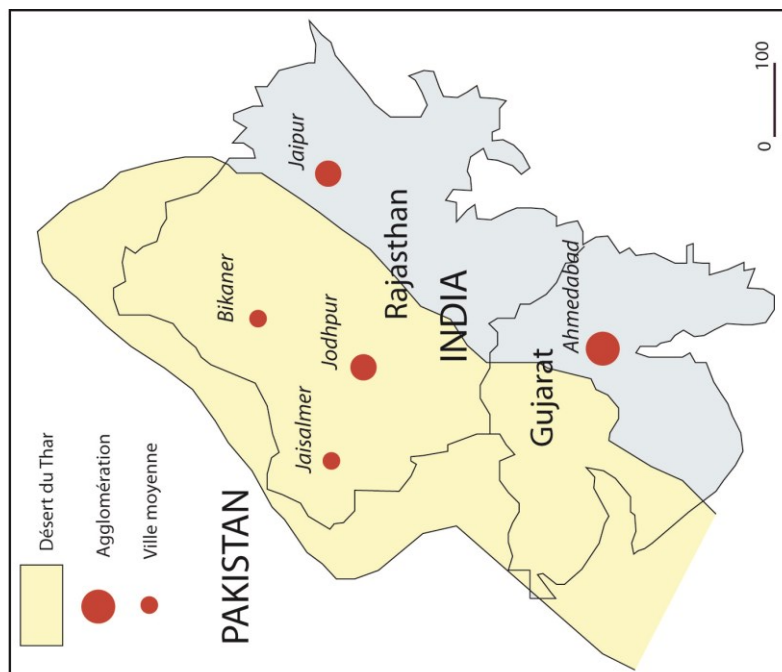 Désert du Thar
Agglomération
Ville moyenne
PAKISTAN
Bikaner
Jaipur
Jaisalmer
Jodhpur
Rajasthan
INDIA
Gujarat
Ahmedabad
0 100